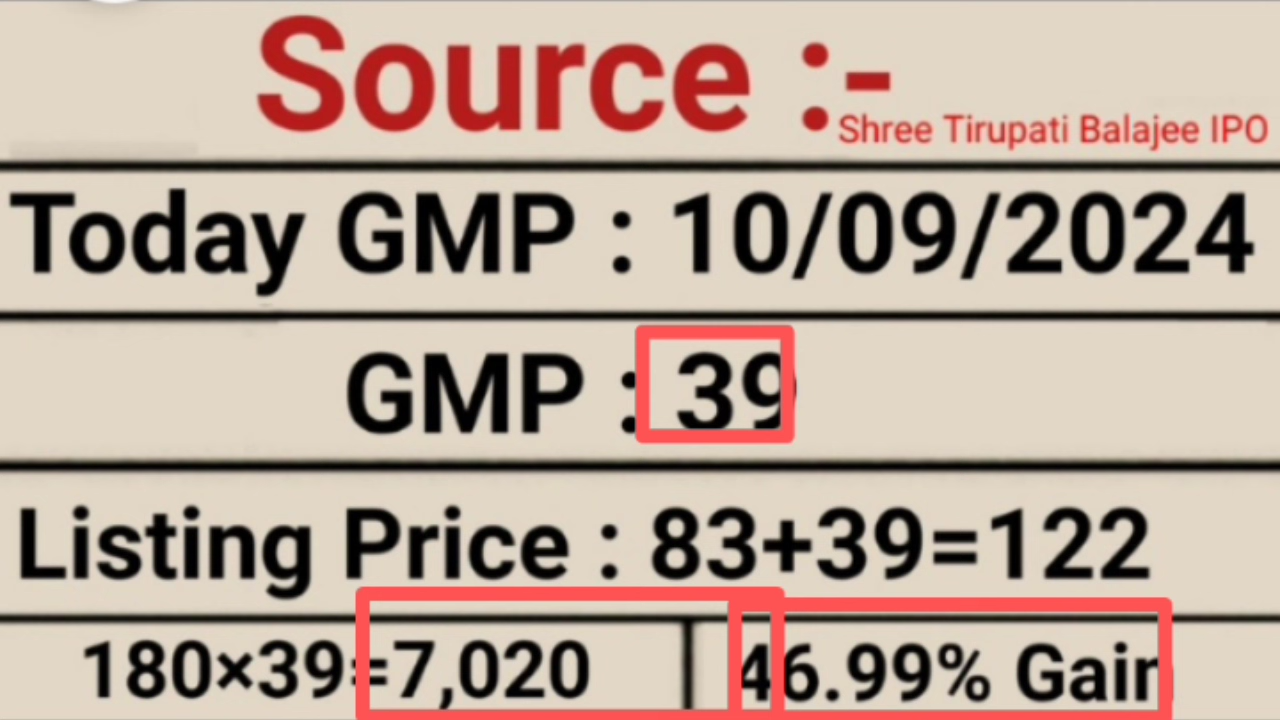 Source :-
Shree Tirupati Balajee IPO
Today GMP : 10/09/2024
GMP : 39
Listing Price : 83+39=122
180×39=7,020
46.99% Gain